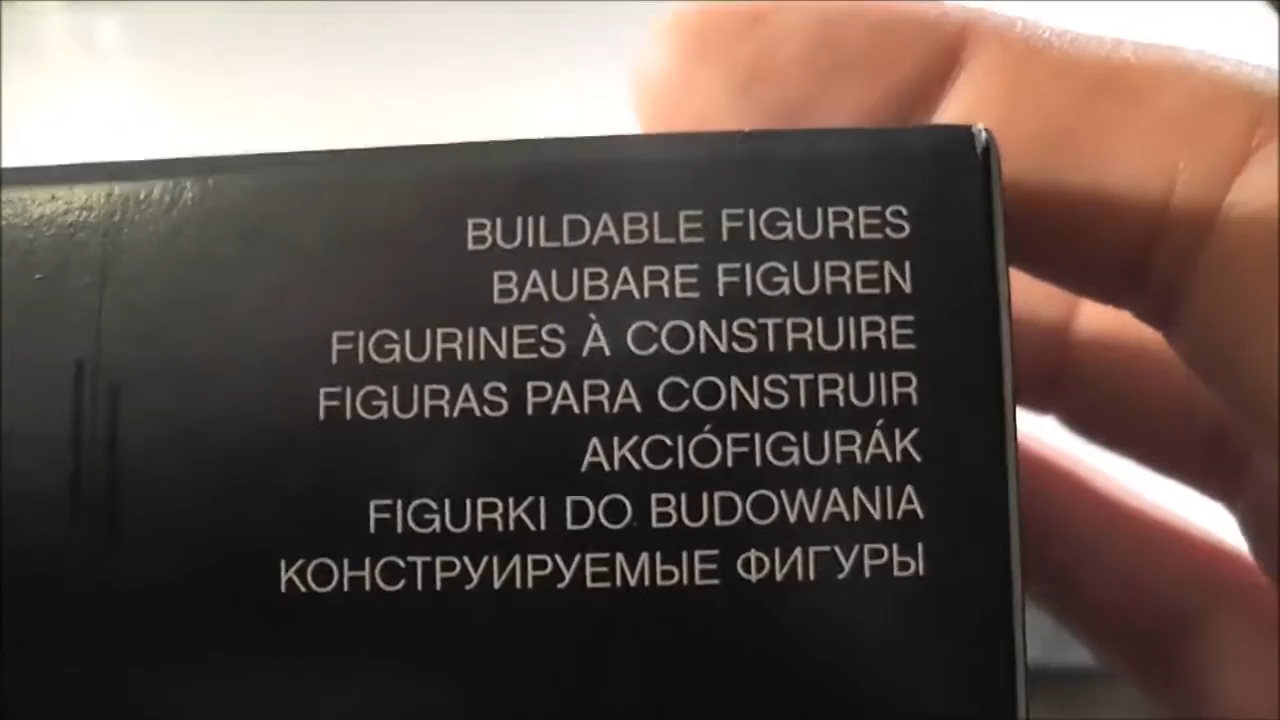 BUILDABLE FIGURES
BAUBARE FIGUREN
FIGURINES À CONSTRUIRE
FIGURAS PARA CONSTRUIR
AKCIÓFIGURÁK
FIGURKI DO BUDOWANIA
КОНСТРУИРУЕМЫЕ ФИГУРЫ